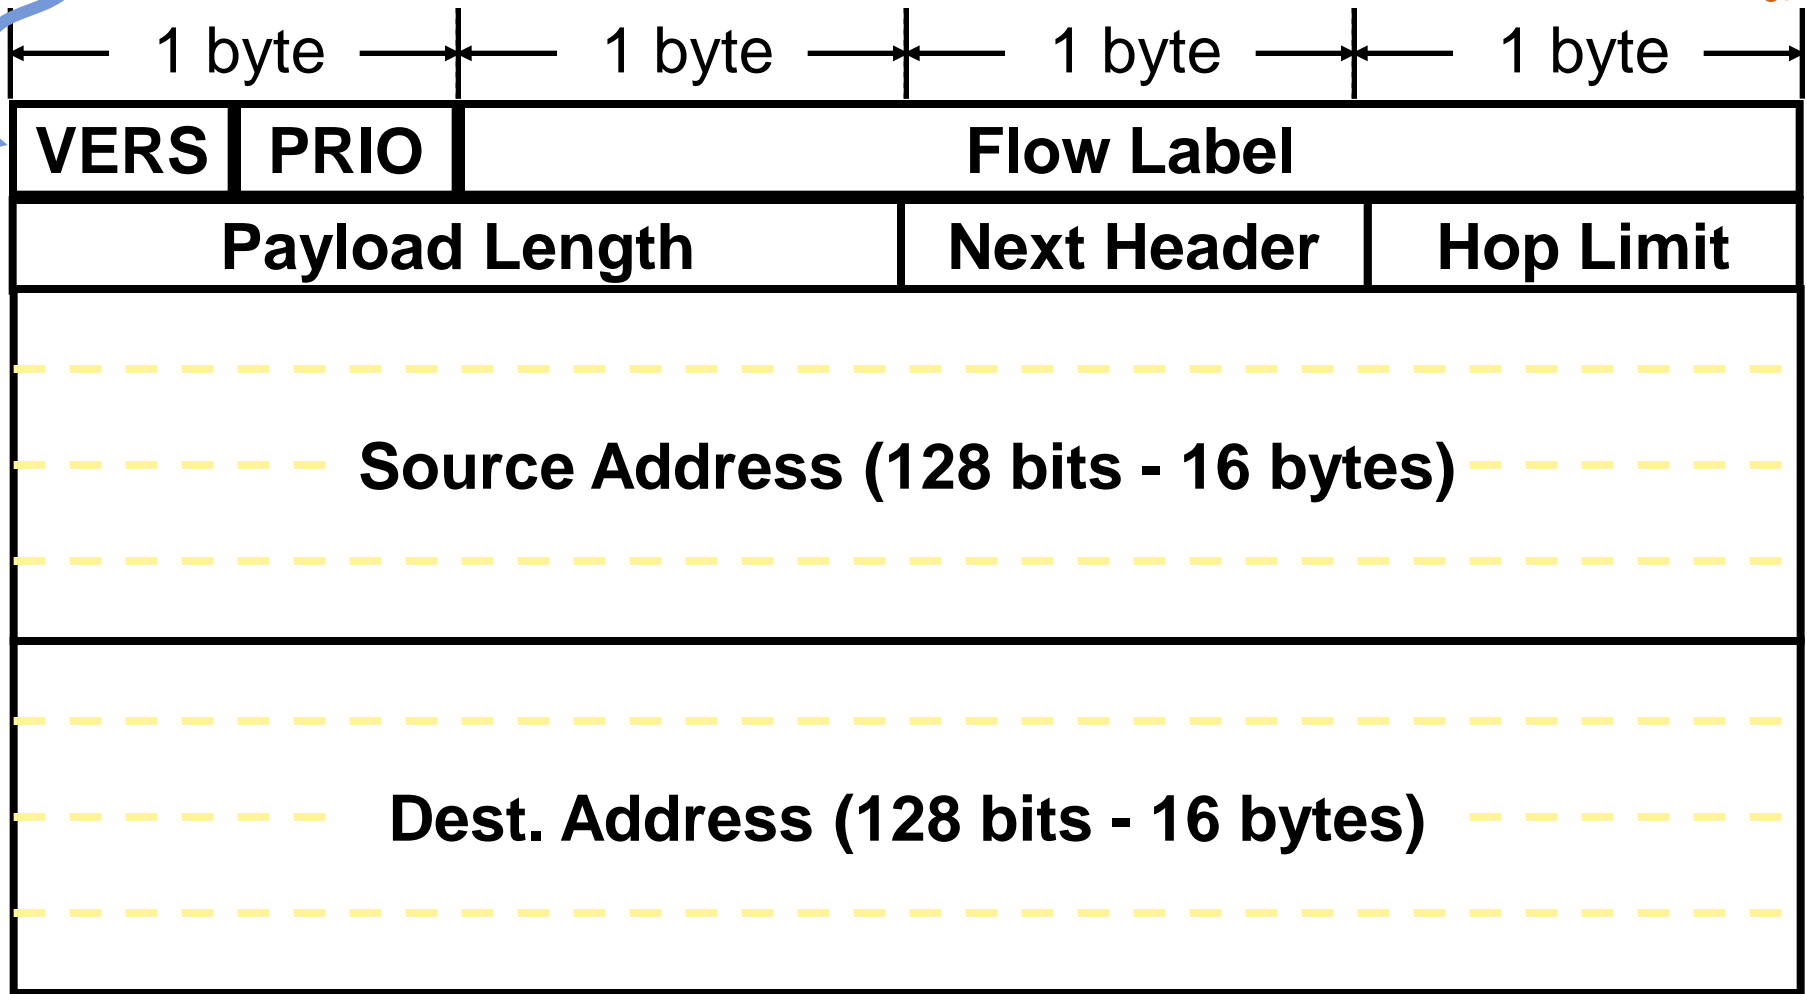 1 byte 1 byte 1 byte 1 byte
VERS PRIO Flow Label
Payload Length Next Header Hop Limit
Source Address (128 bits - 16 bytes)
Dest. Address (128 bits - 16 bytes)